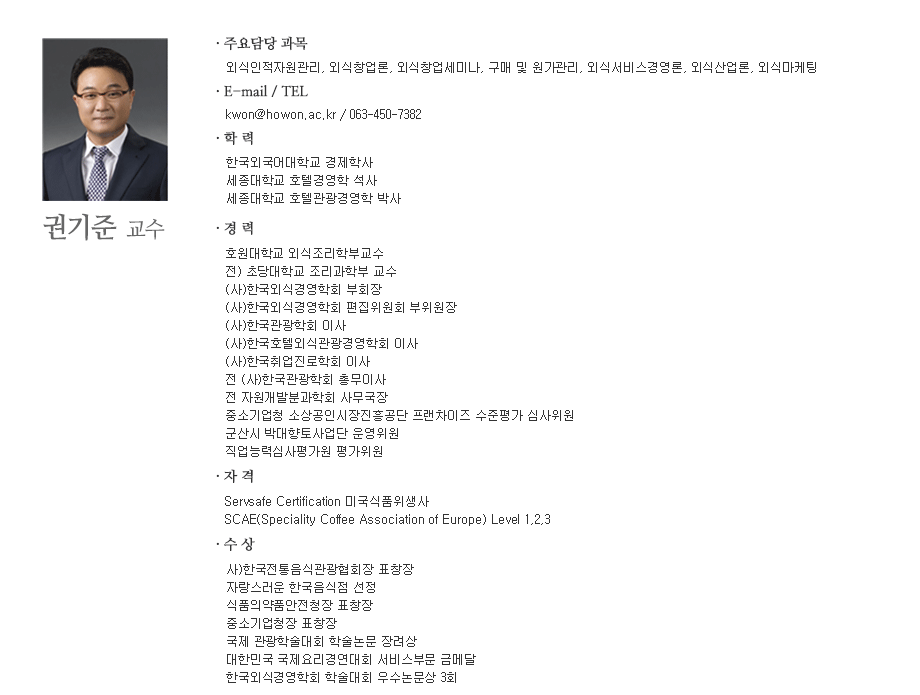 · 주요담당 과목
외식인적자원관리, 외식창업론, 외식창업세미나, 구매 및 원가관리, 외식서비스경영론, 외식산업론, 외식마케팅
· E-mail / TEL
kwon@howon.ac.kr / 063-450-7382
· 학 력
한국외국어대학교 경제학사
세종대학교 호텔경영학 석사
세종대학교 호텔관광경영학 박사
권기준 교수
· 경 력
호원대학교 외식조리학부교수
전) 초당대학교 조리과학부 교수
(사)한국외식경영학회 부회장
(사)한국외식경영학회 편집위원회 부위원장
(사)한국관광학회 이사
(사)한국호텔외식관광경영학회 이사
(사)한국취업진로학회 이사
전 (사)한국관광학회 총무이사
전 자원개발분과학회 사무국장
중소기업청 소상공인시장진흥공단 프랜차이즈 수준평가 심사위원
군산시 박대향토사업단 운영위원
직업능력심사평가원 평가위원
· 자 격
Servsafe Certification 미국식품위생사
SCAE(Speciality Coffee Association of Europe) Level 1,2,3
· 수 상
사)한국전통음식관광협회장 표창장
자랑스러운 한국음식점 선정
식품의약품안전청장 표창장
중소기업청장 표창장
국제 관광학술대회 학술논문 장려상
대한민국 국제요리경연대회 서비스부문 금메달
한국외식경영학회 학술대회 우수논문상 3회